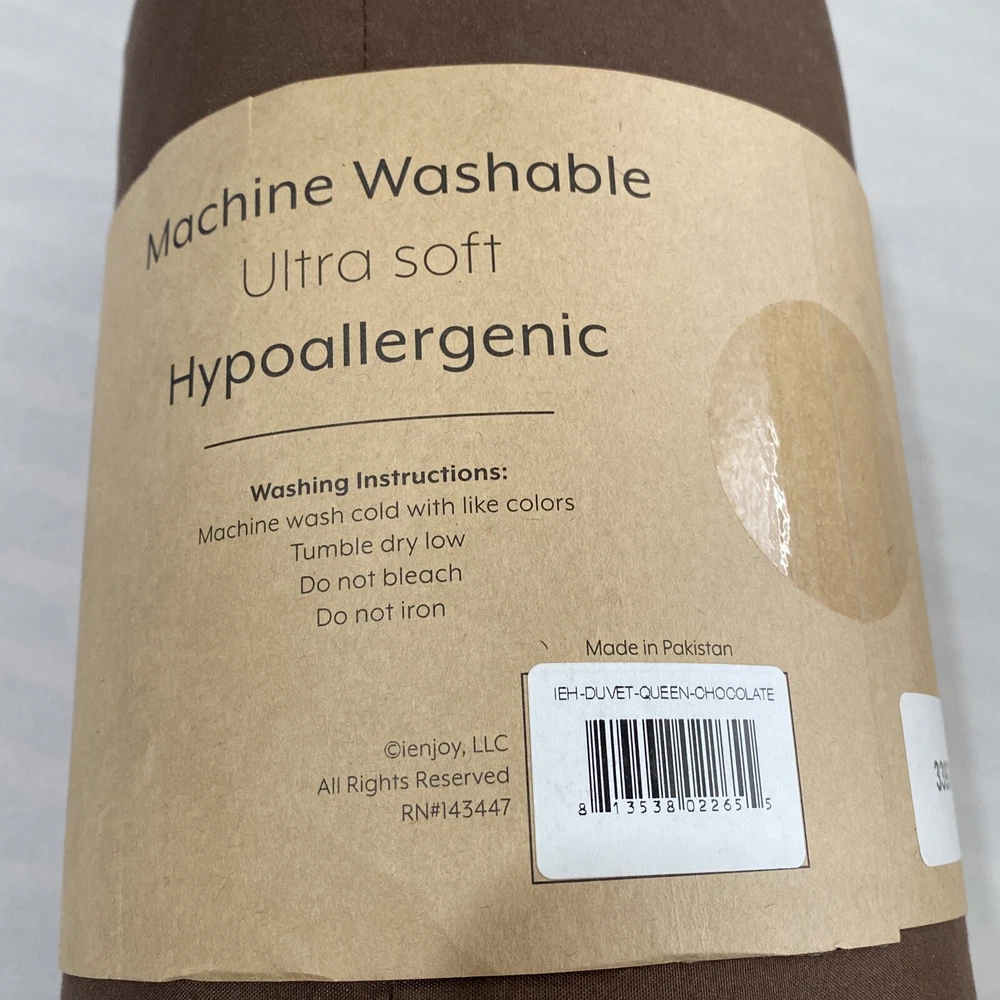 Machine Washable
Ultra soft
Hypoallergenic
Washing Instructions:
Machine wash cold with like colors
Tumble dry low
Do not bleach
Do not iron
Made in Pakistan
IEH-DUVET-QUEEN-CHOCOLATE
8 13538 02265 5
©ienjoy, LLC
All Rights Reserved
RN#143447